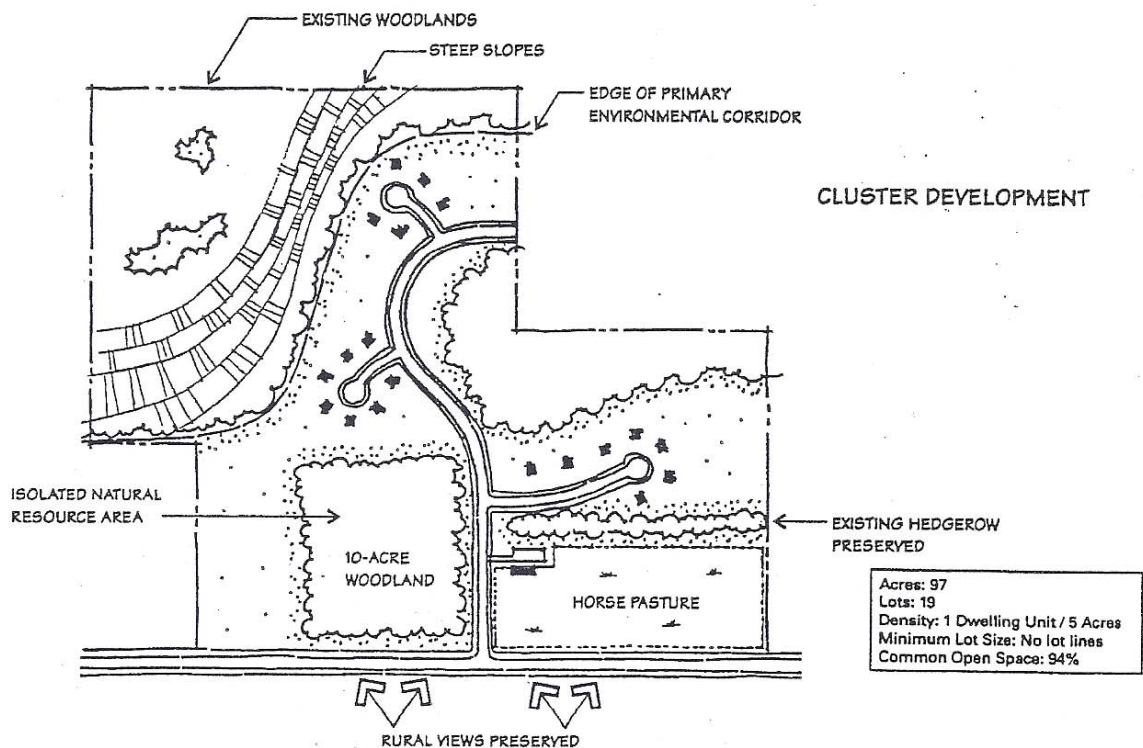 EXISTING WOODLANDS
STEEP SLOPES
EDGE OF PRIMARY
ENVIRONMENTAL CORRIDOR
CLUSTER DEVELOPMENT
ISOLATED NATURAL
RESOURCE AREA
10-ACRE
WOODLAND
EXISTING HEDGEROW
PRESERVED
HORSE PASTURE
Acres: 97
Lots: 19
Density: 1 Dwelling Unit / 5 Acres
Minimum Lot Size: No lot lines
Common Open Space: 94%
RURAL VIEWS PRESERVED